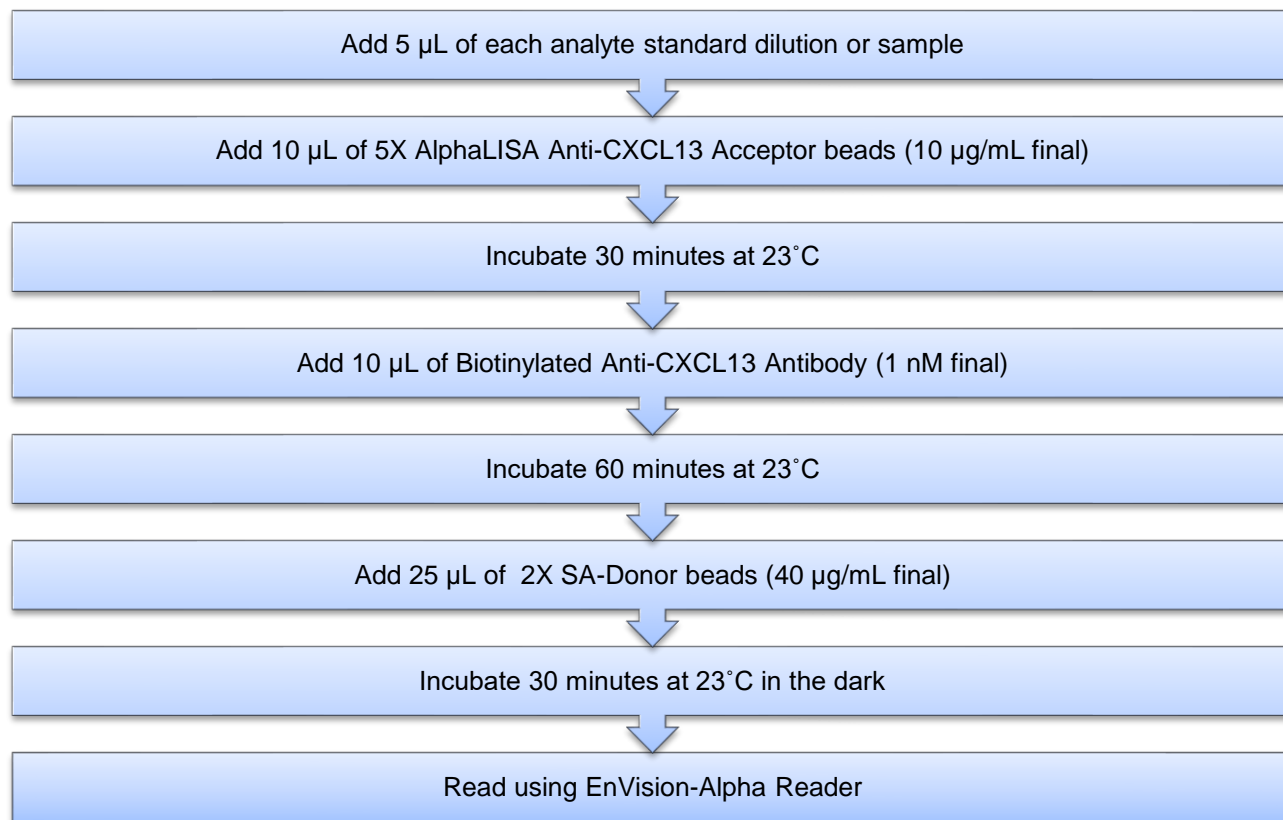 Add 5 µL of each analyte standard dilution or sample
Add 10 µL of 5X AlphaLISA Anti-CXCL13 Acceptor beads (10 µg/mL final)
Incubate 30 minutes at 23˚C
Add 10 µL of Biotinylated Anti-CXCL13 Antibody (1 nM final)
Incubate 60 minutes at 23˚C
Add 25 µL of 2X SA-Donor beads (40 µg/mL final)
Incubate 30 minutes at 23˚C in the dark
Read using EnVision-Alpha Reader